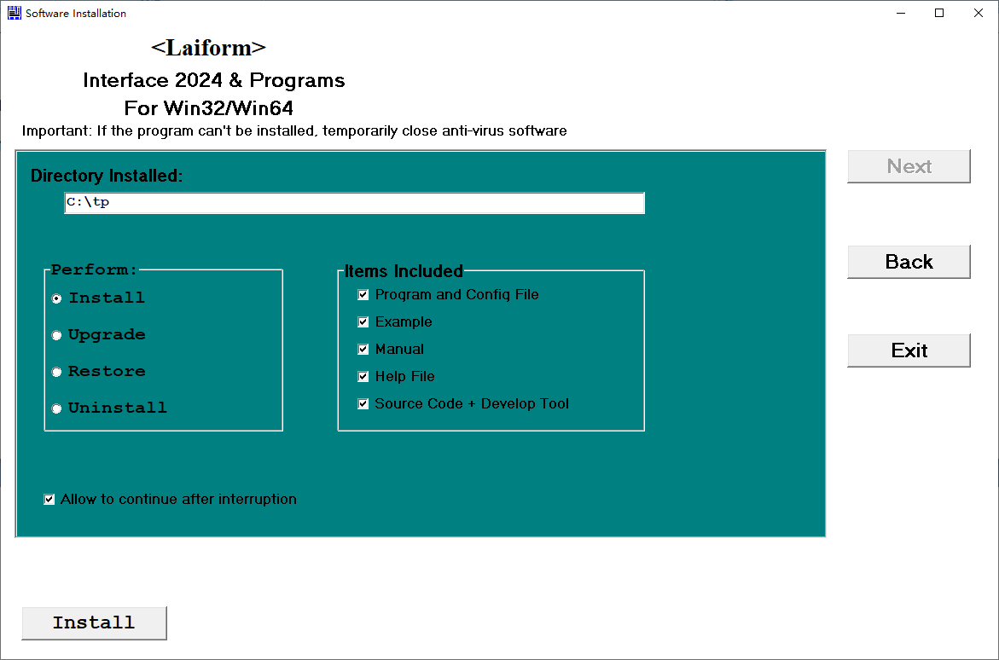 Software Installation
<Laiform>
Interface 2024 & Programs
For Win32/Win64
Important: If the program can't be installed, temporarily close anti-virus software
Directory Installed:
C:\tp
Perform:
Install
Upgrade
Restore
Uninstall
Items Included
Program and Config File
Example
Manual
Help File
Source Code + Develop Tool
Allow to continue after interruption
Next
Back
Exit
Install